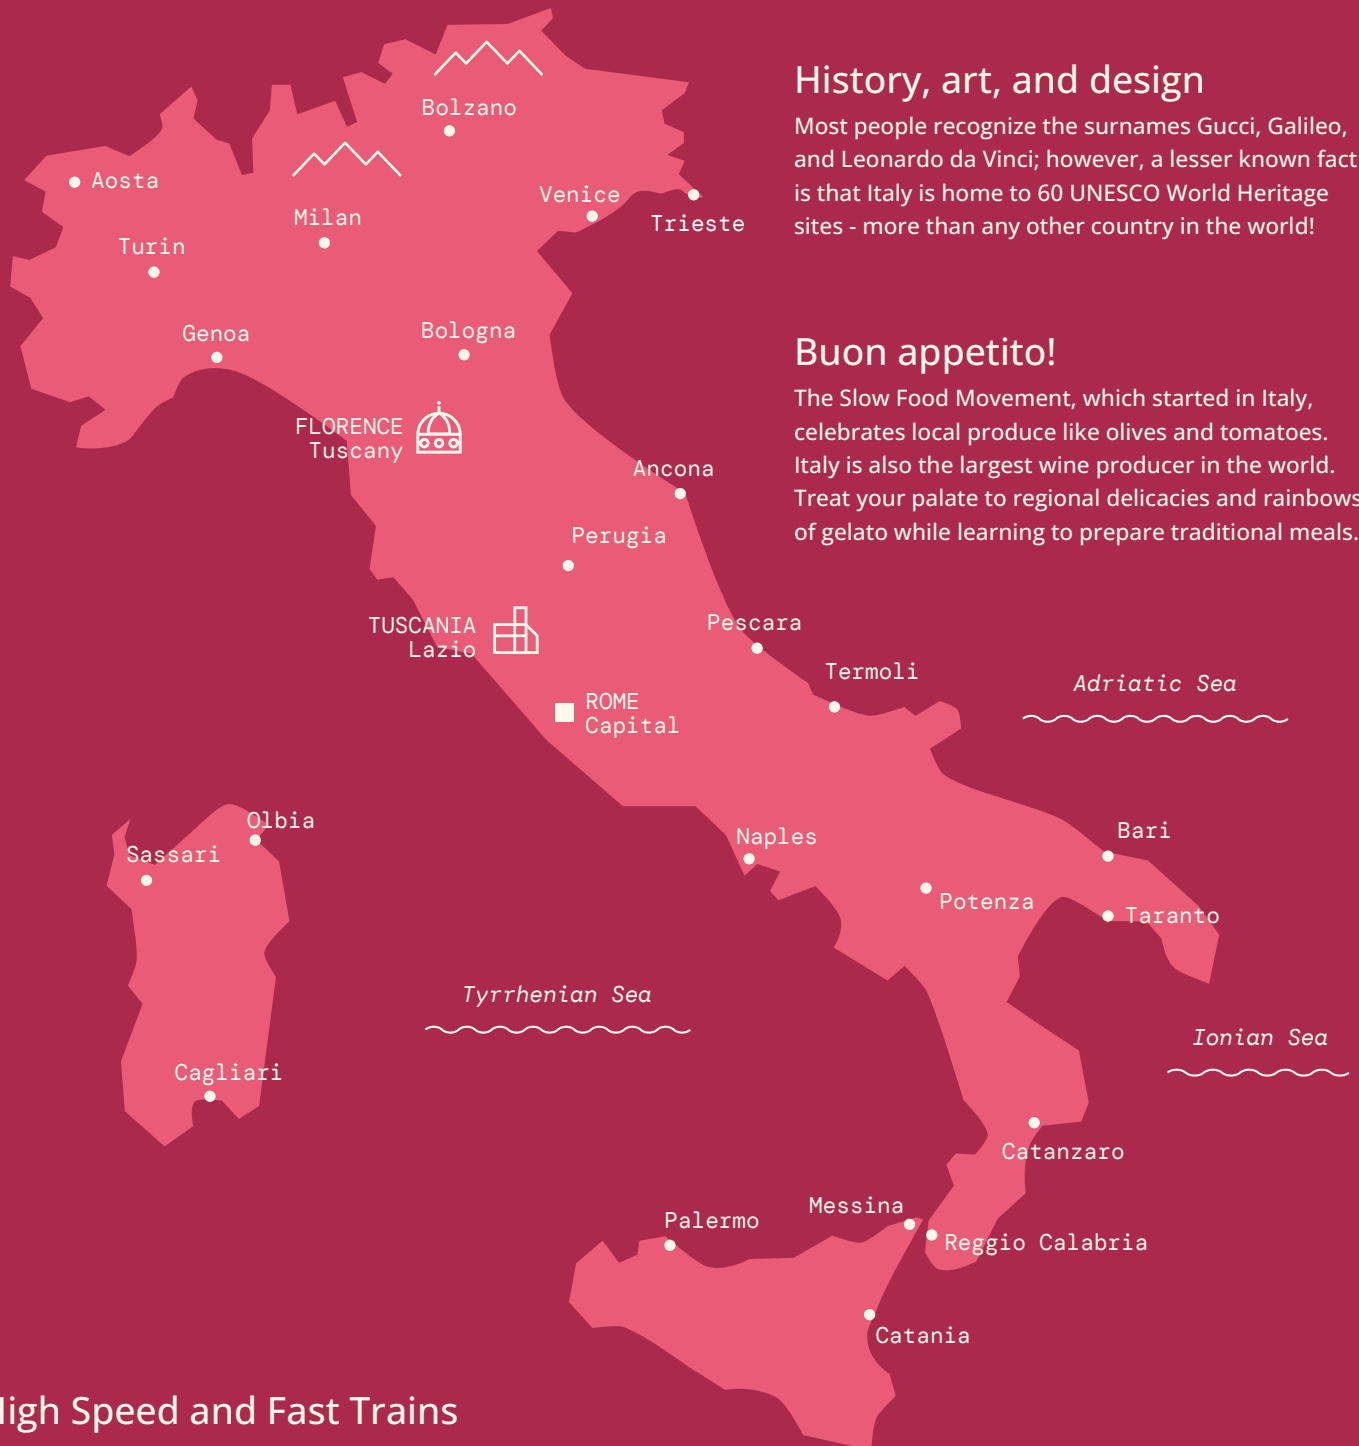 History, art, and design
Most people recognize the surnames Gucci, Galileo,
and Leonardo da Vinci; however, a lesser known fact
is that Italy is home to 60 UNESCO World Heritage
sites - more than any other country in the world!
Buon appetito!
The Slow Food Movement, which started in Italy,
celebrates local produce like olives and tomatoes.
Italy is also the largest wine producer in the world.
Treat your palate to regional delicacies and rainbows
of gelato while learning to prepare traditional meals.
Bolzano
Aosta
Venice
Milan
Trieste
Turin
Genoa
Bologna
FLORENCE
Tuscany
Ancona
Perugia
TUSCANIA
Lazio
Pescara
Termoli
Adriatic Sea
ROME
Capital
Olbia
Sassari
Naples
Bari
Potenza
Taranto
Tyrrhenian Sea
Ionian Sea
Cagliari
Catanzaro
Messina
Palermo
Reggio Calabria
Catania
High Speed and Fast Trains